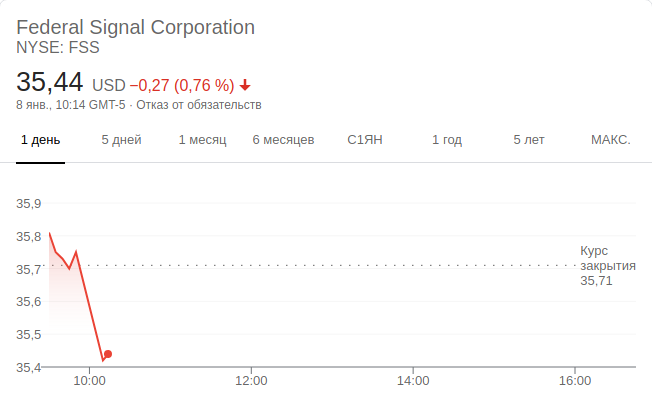 Federal Signal Corporation
NYSE: FSS
35,44 USD −0,27 (0,76 %)
8 янв., 10:14 GMT-5 · Отказ от обязательств
1 день 5 дней 1 месяц 6 месяцев С1ЯН 1 год 5 лет МАКС.
35,9
35,8
35,7
35,6
35,5
35,4
Курс
закрытия
35,71
10:00 12:00 14:00 16:00